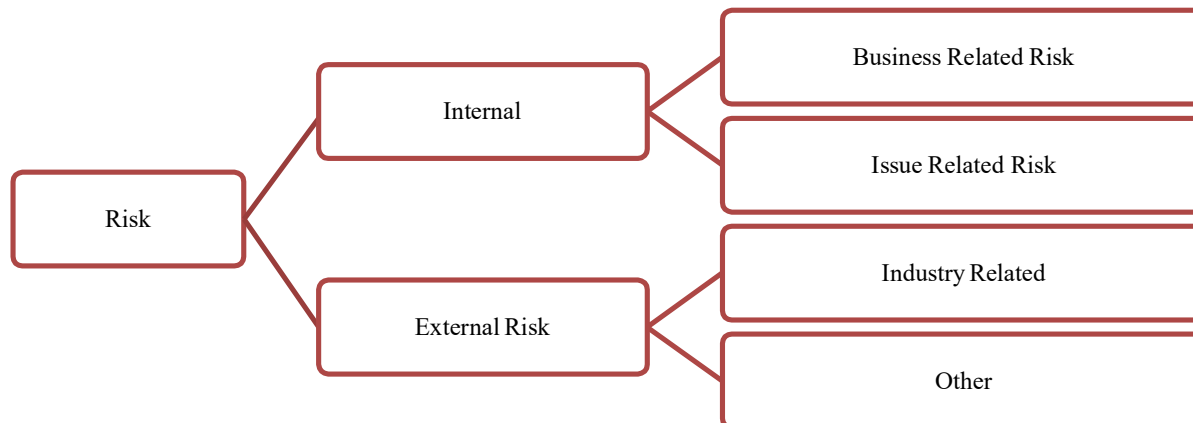 Business Related Risk
Internal
Issue Related Risk
Risk
Industry Related
External Risk
Other